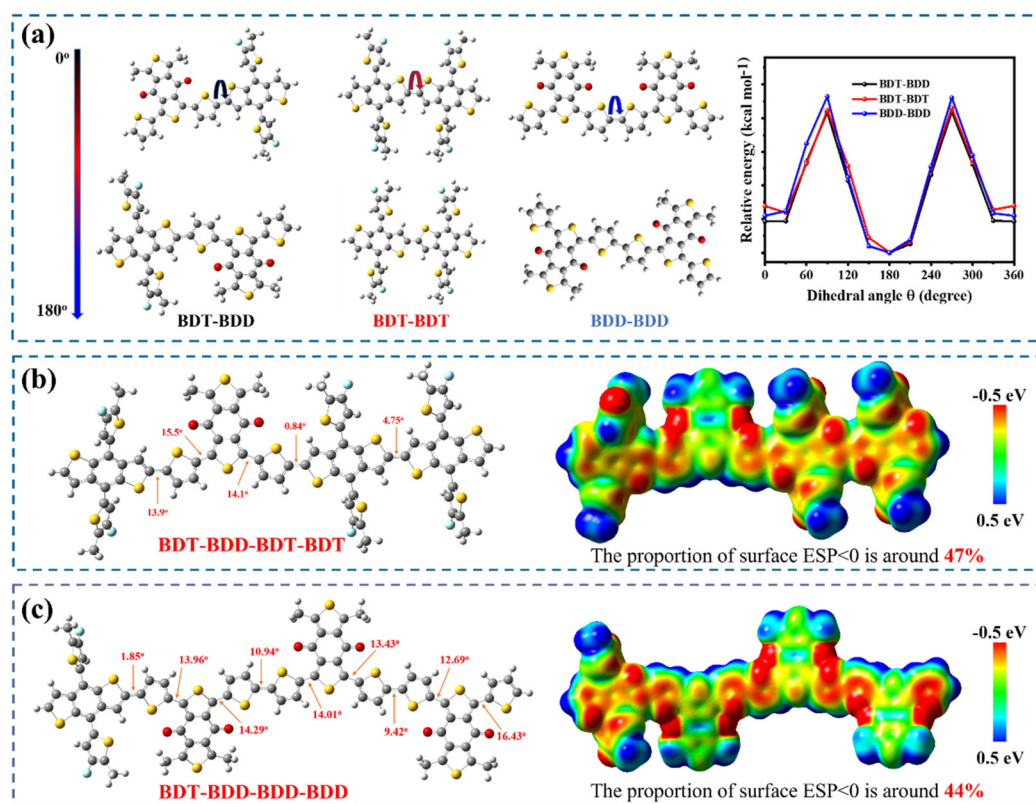 (a)
0°
180°
BDT-BDD
BDT-BDT
BDD-BDD
Relative energy (kcal mol⁻¹)
BDT-BDD
BDT-BDT
BDD-BDD
0 60 120 180 240 300 360
Dihedral angle θ (degree)
(b)
15.5°
0.84°
4.75°
14.1°
13.9°
BDT-BDD-BDT-BDT
-0.5 eV
0.5 eV
The proportion of surface ESP<0 is around 47%
(c)
1.85°
13.96°
10.94°
13.43°
12.69°
14.29°
14.01°
9.42°
16.43°
BDT-BDD-BDD-BDD
-0.5 eV
0.5 eV
The proportion of surface ESP<0 is around 44%